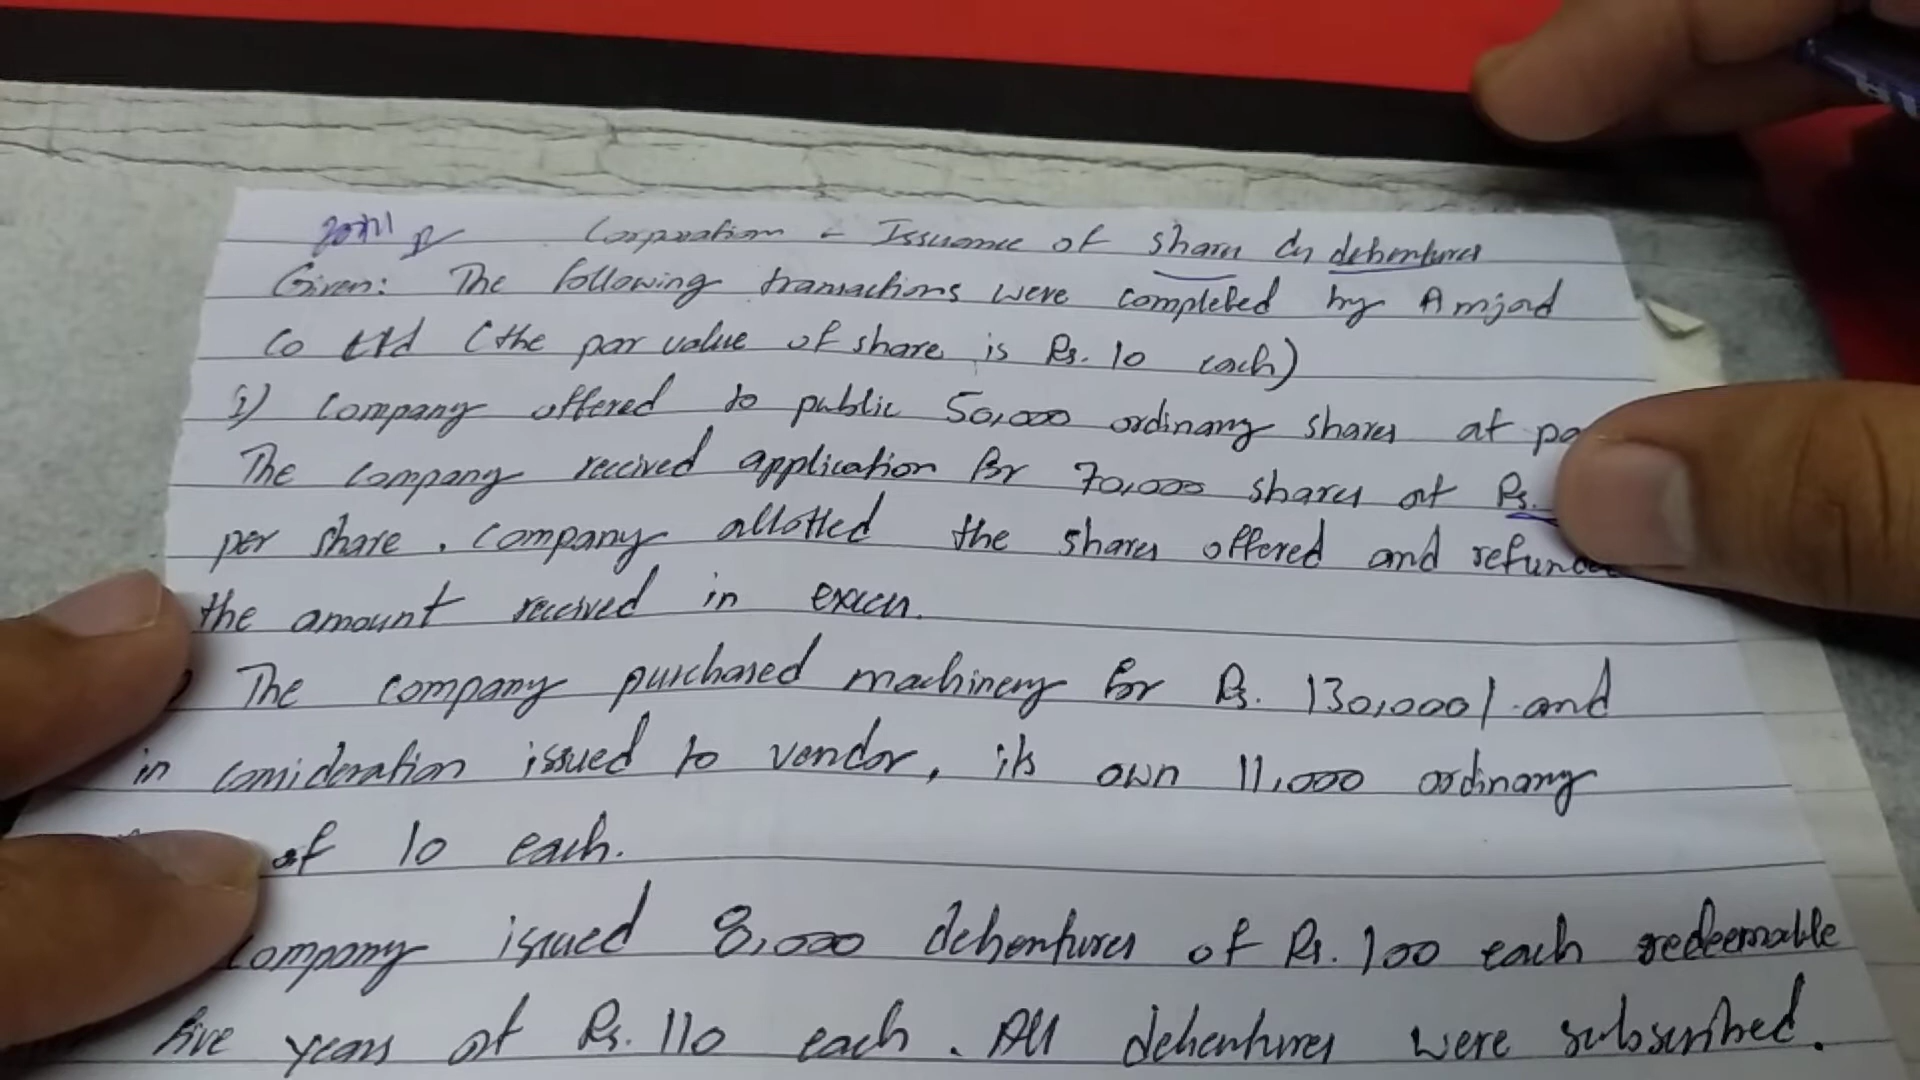 Corporation - Issuance of share & debentures
Given: The following transactions were completed by Amjad
Co Ltd (the par value of share is Rs. 10 each)
i) Company offered to public 50,000 ordinary shares at pa
The company received application for 70,000 shares at Rs.
per share. Company allotted the shares offered and refund
the amount received in excess.
The company purchased machinery for Rs. 130,000/- and
in consideration issued to vendor, its own 11,000 ordinary
of 10 each.
ompany issued 8,000 debentures of Rs. 100 each redeemable
five years at Rs. 110 each. All debentures were subscribed.